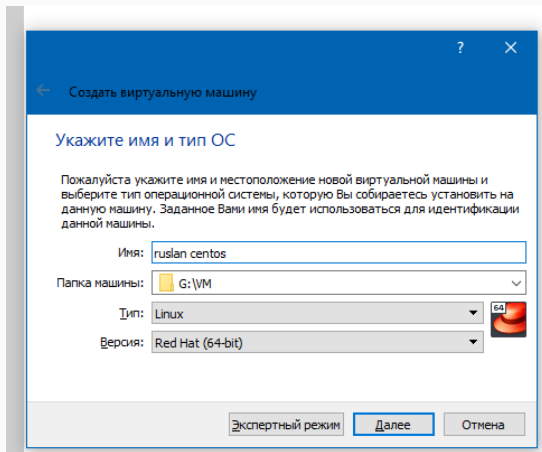 ?
Создать виртуальную машину
Укажите имя и тип ОС
Пожалуйста укажите имя и местоположение новой виртуальной машины и
выберите тип операционной системы, которую Вы собираетесь установить на
данную машину. Заданное Вами имя будет использоваться для идентификации
данной машины.
Имя: ruslan centos
Папка машины: G:\VM
Тип: Linux
64
Версия: Red Hat (64-bit)
Экспертный режим Далее Отмена